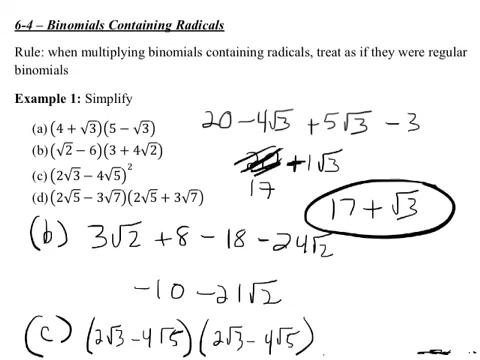 6-4 – Binomials Containing Radicals
Rule: when multiplying binomials containing radicals, treat as if they were regular
binomials
Example 1: Simplify
(a) (4 + √3)(5 − √3)
(b) (√2 − 6)(3 + 4√2)
(c) (2√3 − 4√5)²
(d) (2√5 − 3√7)(2√5 + 3√7)
20 − 4√3 + 5√3 − 3
+ 1√3
17
17 + √3
(b) 3√2 + 8 − 18 − 24√2
−10 − 21√2
(c) (2√3 − 4√5)(2√3 − 4√5)